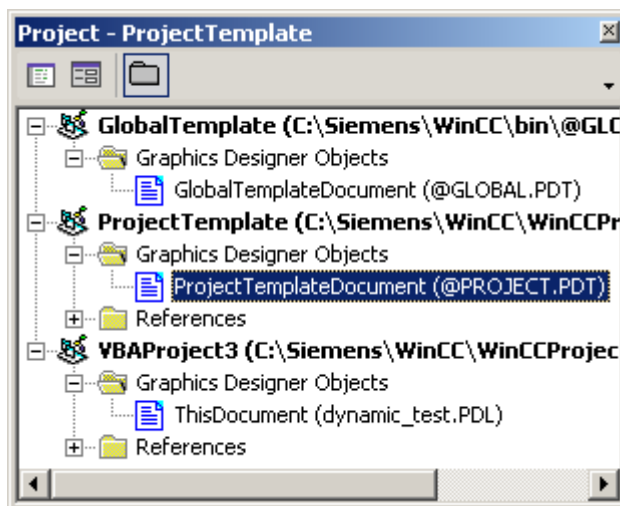 Project - ProjectTemplate
GlobalTemplate (C:\Siemens\WinCC\bin\@GLC
Graphics Designer Objects
GlobalTemplateDocument (@GLOBAL.PDT)
ProjectTemplate (C:\Siemens\WinCC\WinCCPr
Graphics Designer Objects
ProjectTemplateDocument (@PROJECT.PDT)
References
VBAProject3 (C:\Siemens\WinCC\WinCCProjec
Graphics Designer Objects
ThisDocument (dynamic_test.PDL)
References